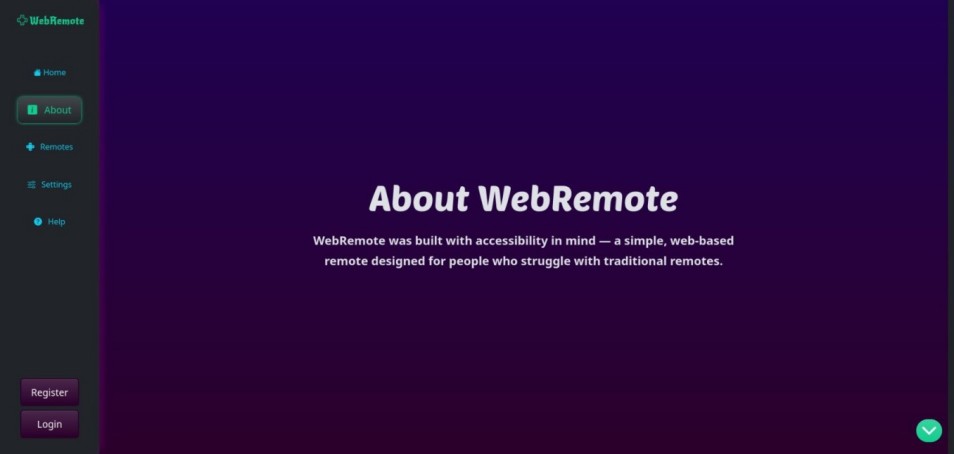 WebRemote
Home
About
Remotes
Settings
Help
Register
Login
About WebRemote
WebRemote was built with accessibility in mind — a simple, web-based
remote designed for people who struggle with traditional remotes.